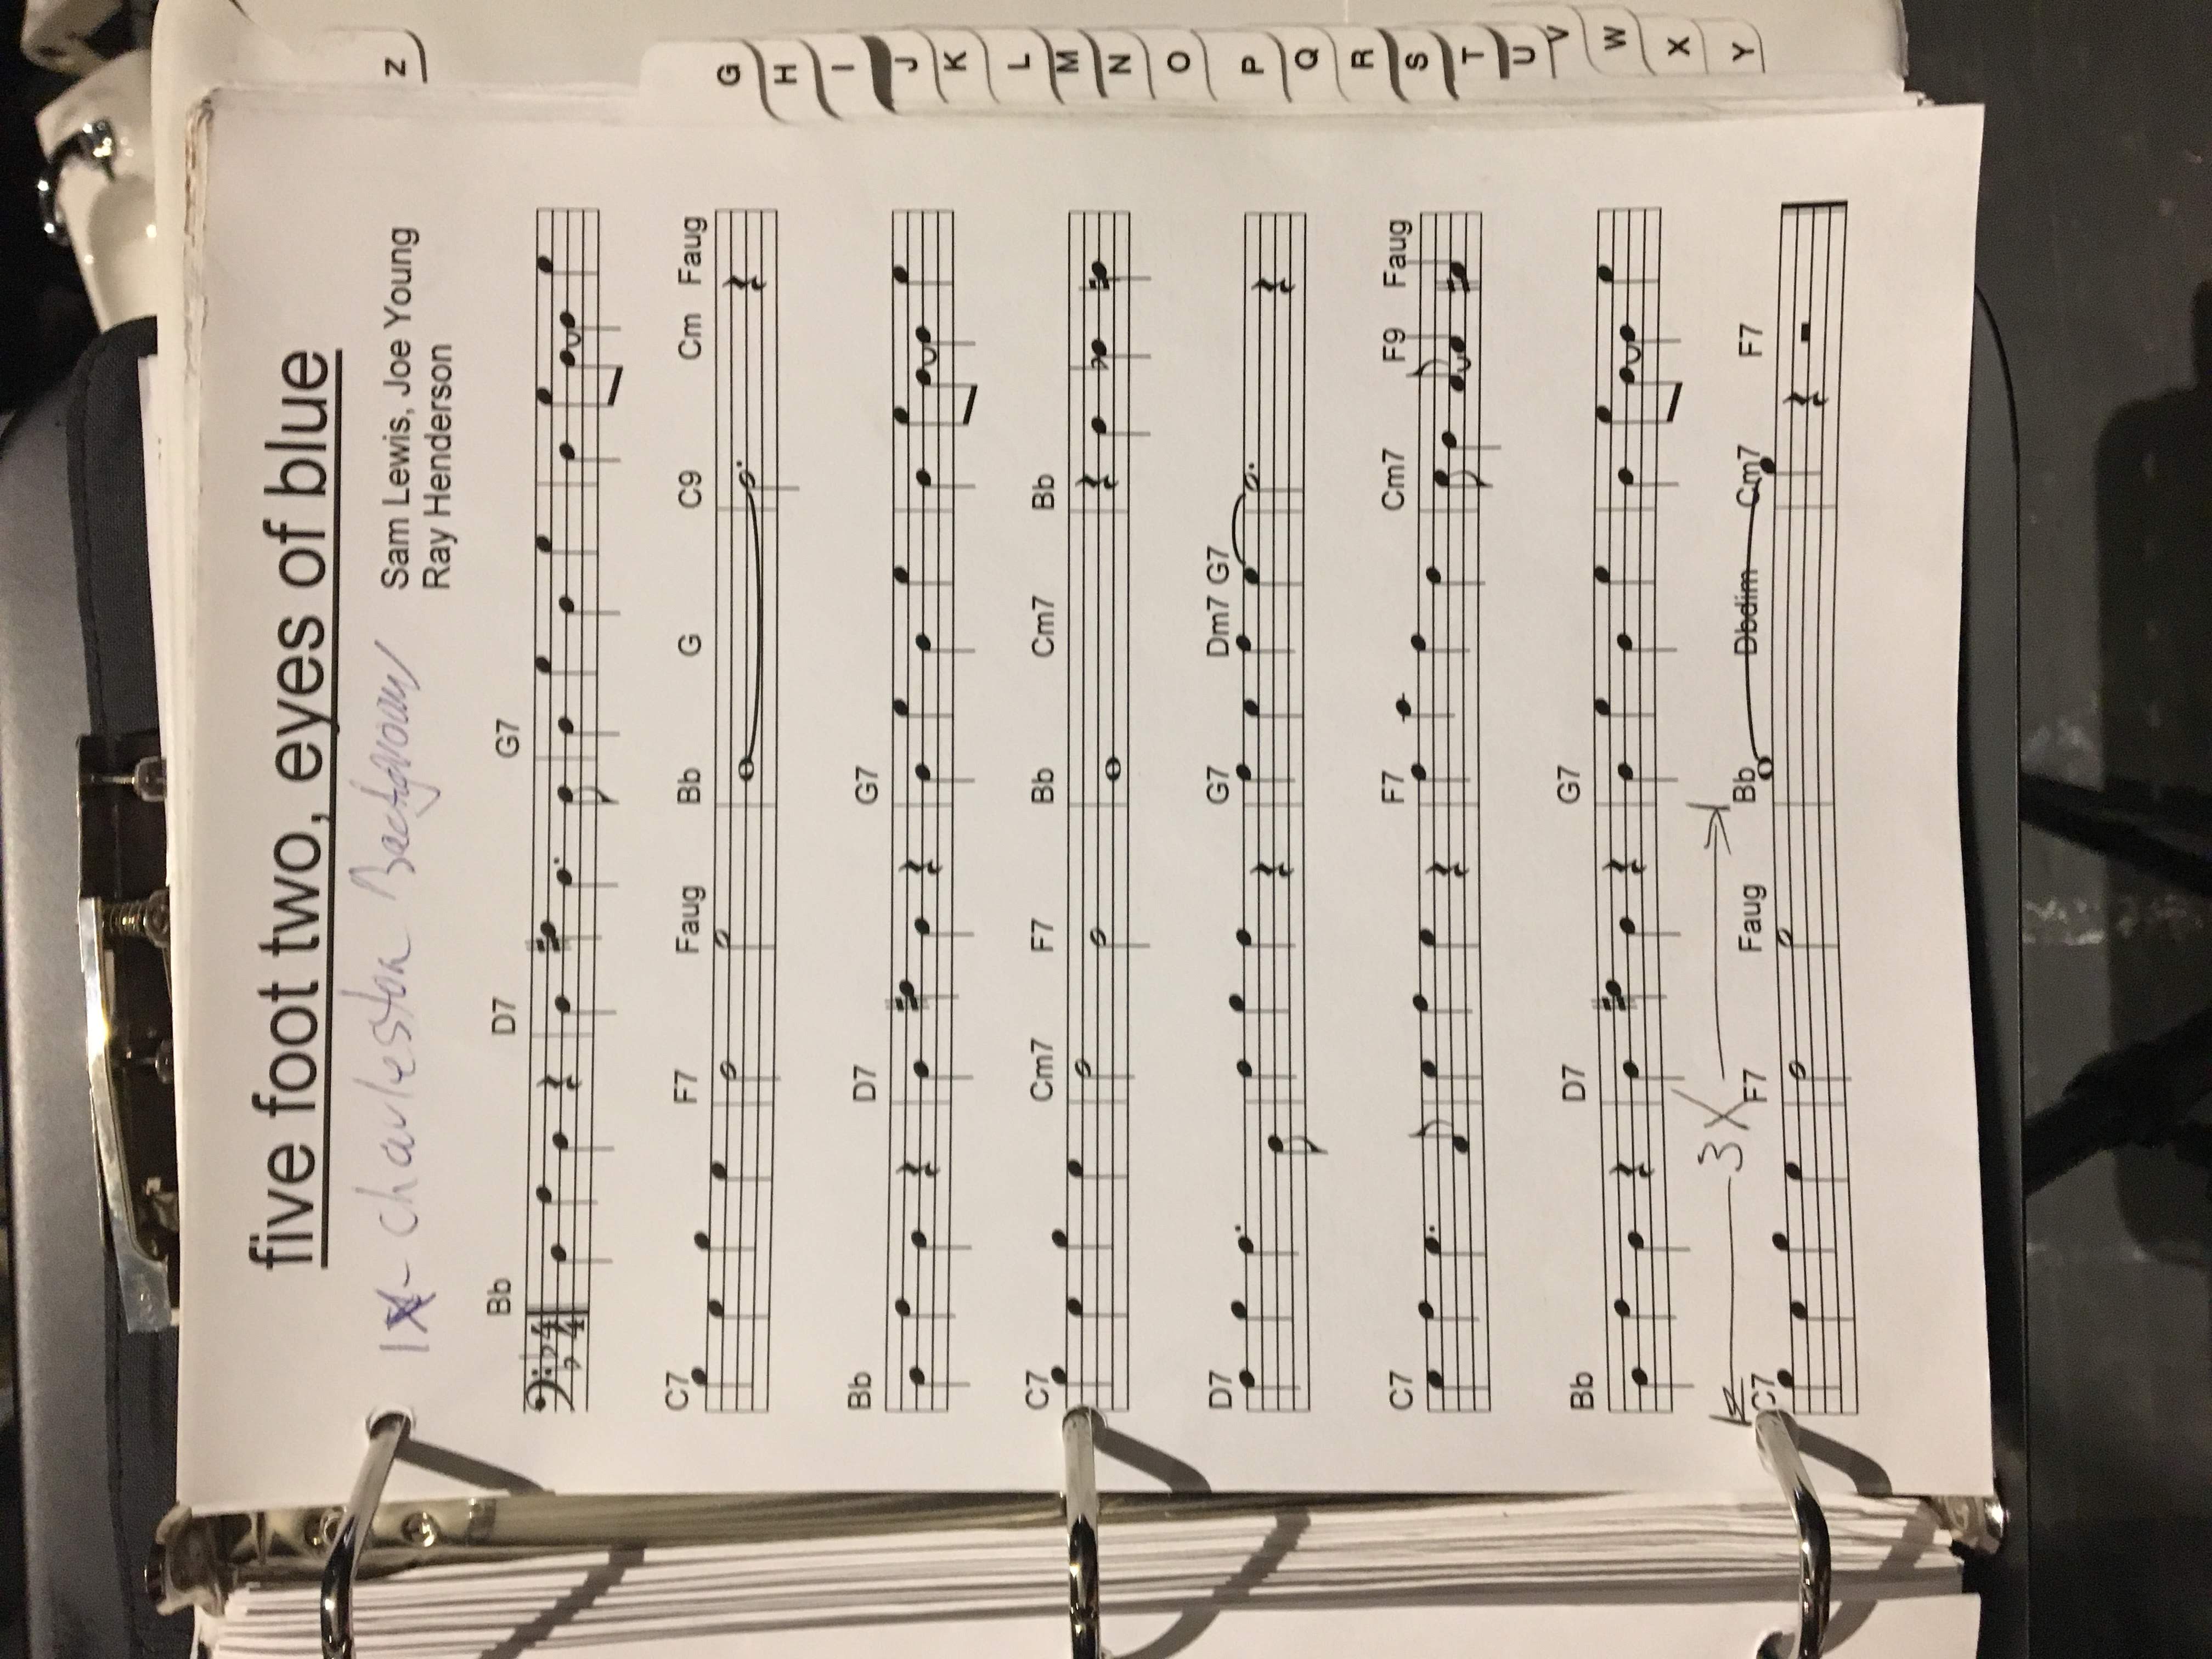 five foot two, eyes of blue
1X- Charleston Background
Sam Lewis, Joe Young
Ray Henderson
Bb D7 G7
4
4
C7 F7 Faug Bb G C9 Cm Faug
Bb D7 G7
C7 Cm7 F7 Bb Cm7 Bb
D7 G7 Dm7 G7
C7 F7 Cm7 F9 Faug
Bb D7 G7
3X
C7 F7 Faug Bb Dbdim Cm7 F7
Z
G
H
I
J
K
L
M
N
O
P
Q
R
S
T
U
V
W
X
Y